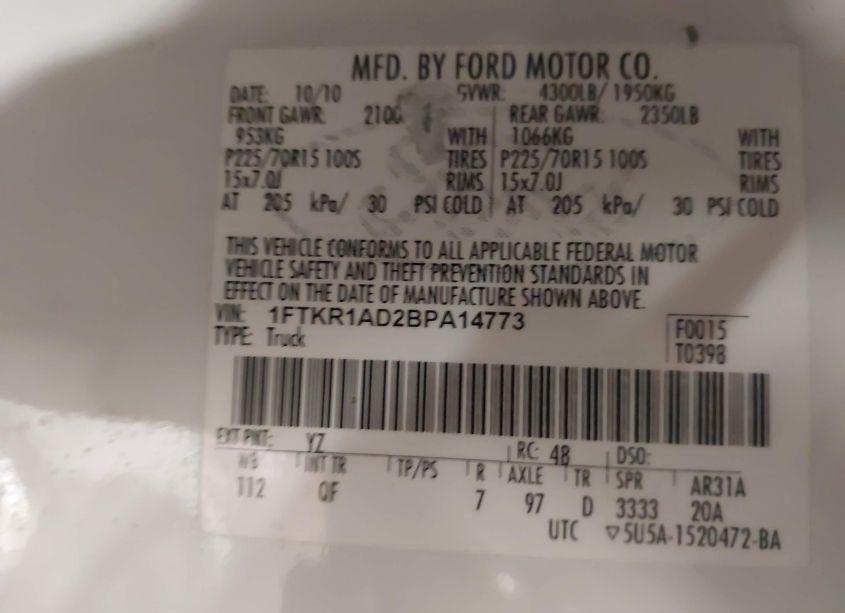 MFD. BY FORD MOTOR CO.
DATE: 10/10 GVWR: 4300LB/ 1950KG
FRONT GAWR: 2100 REAR GAWR: 2350LB
953KG WITH 1066KG WITH
P225/70R15 100S TIRES P225/70R15 100S TIRES
15x7.0J RIMS 15x7.0J RIMS
AT 205 kPa/ 30 PSI COLD AT 205 kPa/ 30 PSI COLD
THIS VEHICLE CONFORMS TO ALL APPLICABLE FEDERAL MOTOR
VEHICLE SAFETY AND THEFT PREVENTION STANDARDS IN
EFFECT ON THE DATE OF MANUFACTURE SHOWN ABOVE.
VIN: 1FTKR1AD2BPA14773 F0015
TYPE: Truck T0398
EXT PNT: YZ RC: 48 DSO:
WB INT TR TP/PS R AXLE TR SPR AR31A
112 QF 7 97 D 3333 20A
UTC ▽5U5A-1520472-BA